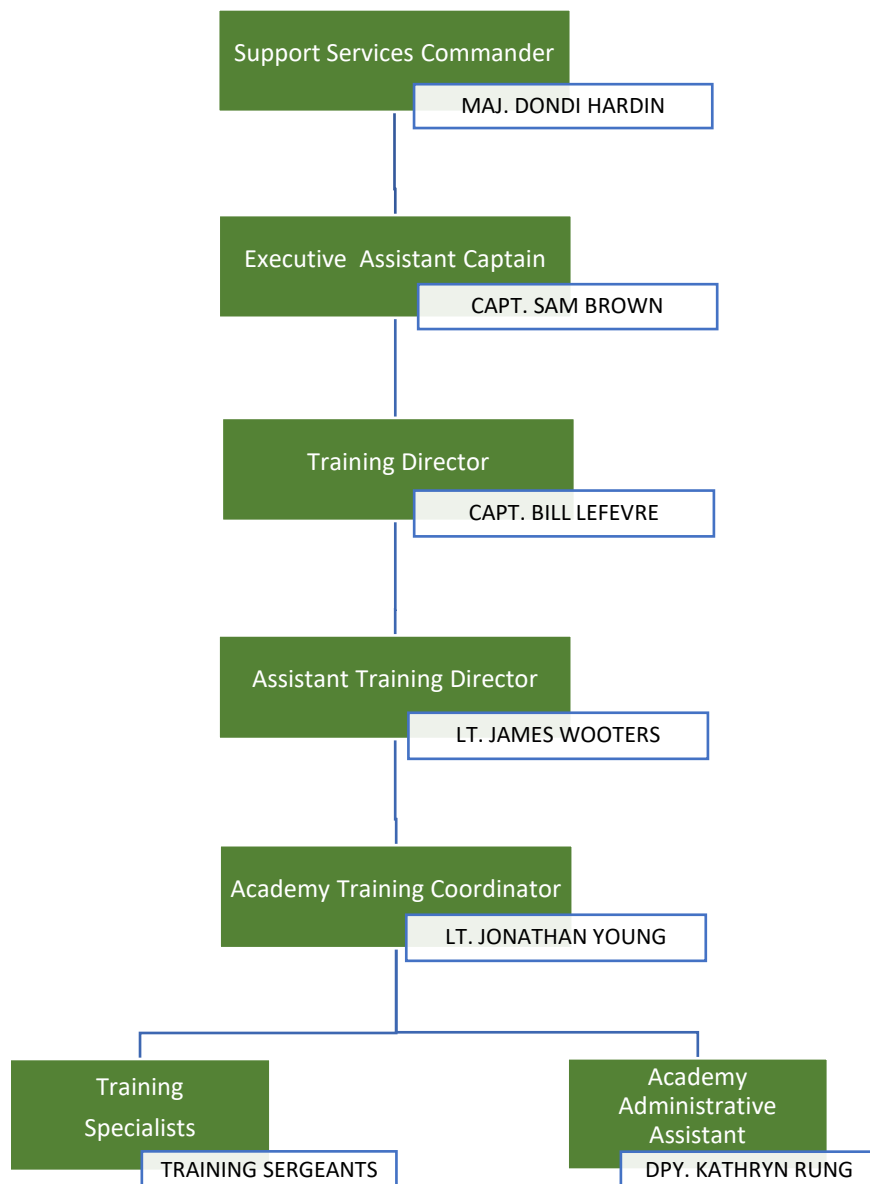 Support Services Commander
MAJ. DONDI HARDIN
Executive  Assistant Captain
CAPT. SAM BROWN
Training Director
CAPT. BILL LEFEVRE
Assistant Training Director
LT. JAMES WOOTERS
Academy Training Coordinator
LT. JONATHAN YOUNG
Training
Specialists
TRAINING SERGEANTS
Academy
Administrative
Assistant
DPY. KATHRYN RUNG